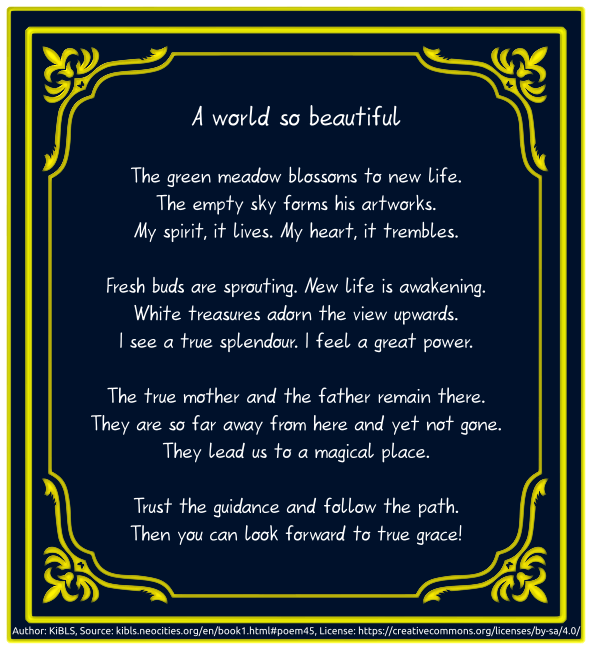 A world so beautiful
The green meadow blossoms to new life.
The empty sky forms his artworks.
My spirit, it lives. My heart, it trembles.
Fresh buds are sprouting. New life is awakening.
White treasures adorn the view upwards.
I see a true splendour. I feel a great power.
The true mother and the father remain there.
They are so far away from here and yet not gone.
They lead us to a magical place.
Trust the guidance and follow the path.
Then you can look forward to true grace!
Author: KiBLS, Source: kibls.neocities.org/en/book1.html#poem45, License: https://creativecommons.org/licenses/by-sa/4.0/